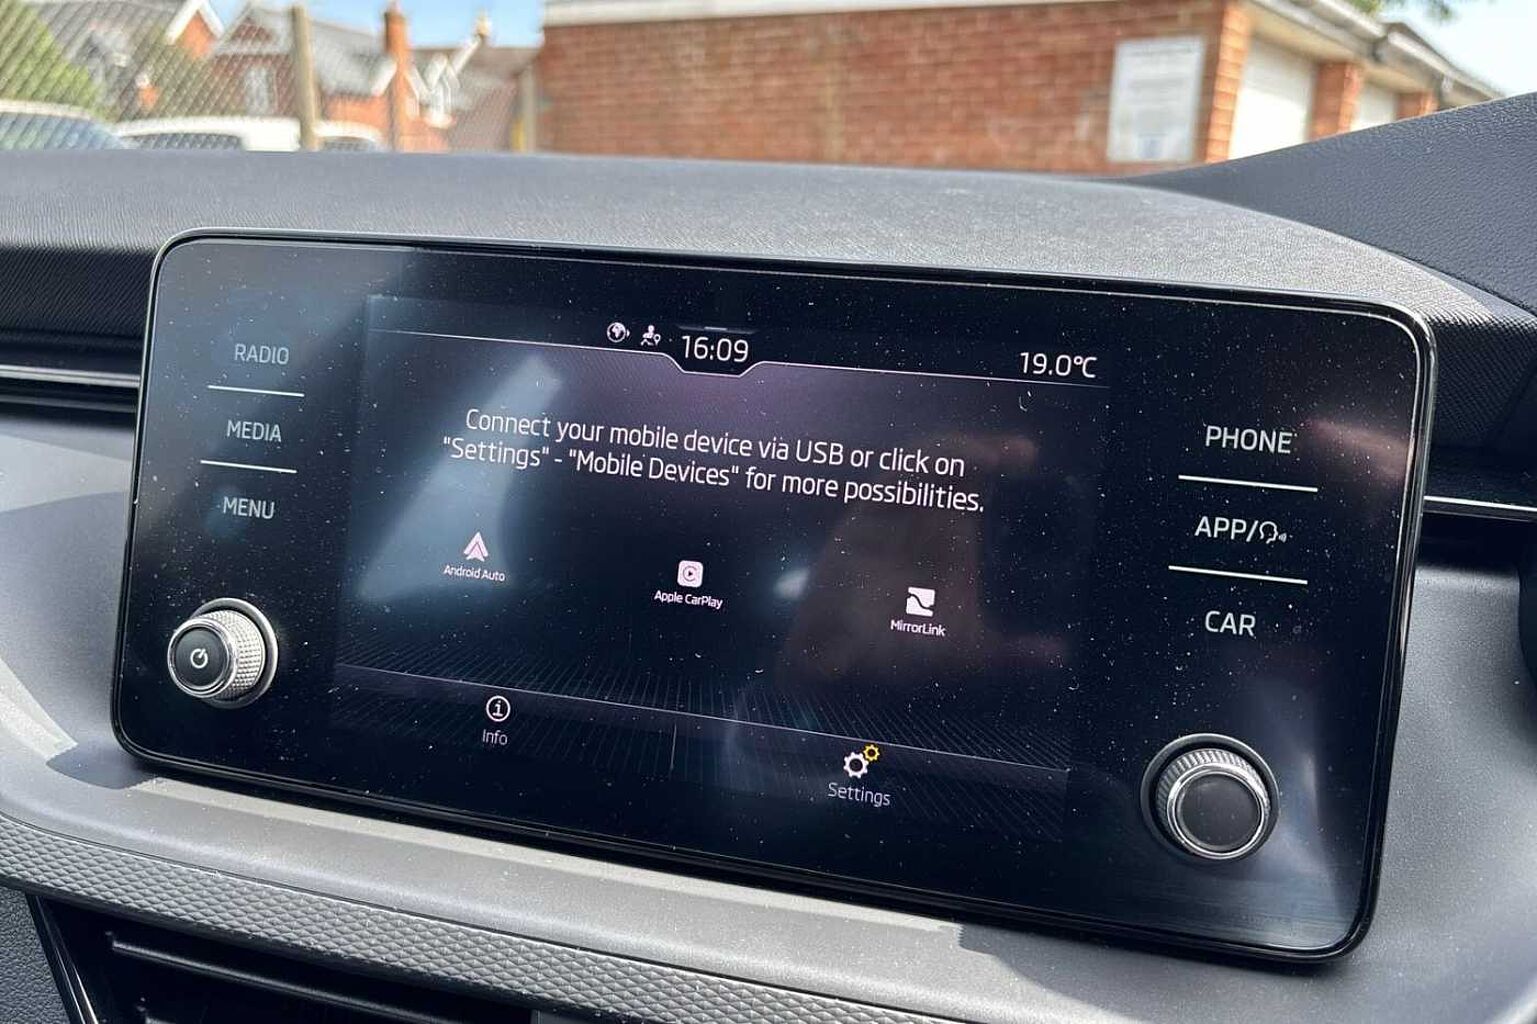 RADIO
MEDIA
MENU
16:09
19.0°C
Connect your mobile device via USB or click on
"Settings" - "Mobile Devices" for more possibilities.
Android Auto
Apple CarPlay
MirrorLink
Info
Settings
PHONE
APP/
CAR